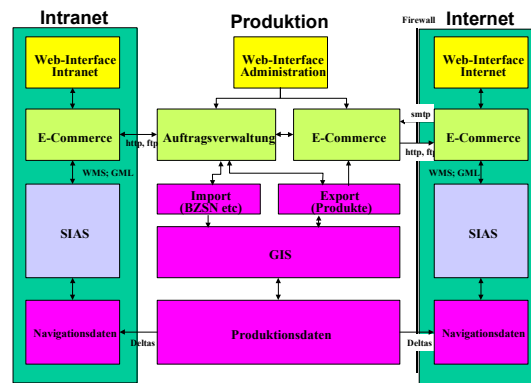 Intranet
Produktion
Firewall
Internet
Web-Interface
Intranet
Web-Interface
Administration
Web-Interface
Internet
smtp
E-Commerce
http, ftp
Auftragsverwaltung
E-Commerce
http, ftp
E-Commerce
WMS; GML
WMS; GML
Import
(BZSN etc)
Export
(Produkte)
SIAS
GIS
SIAS
Navigationsdaten
Deltas
Produktionsdaten
Deltas
Navigationsdaten